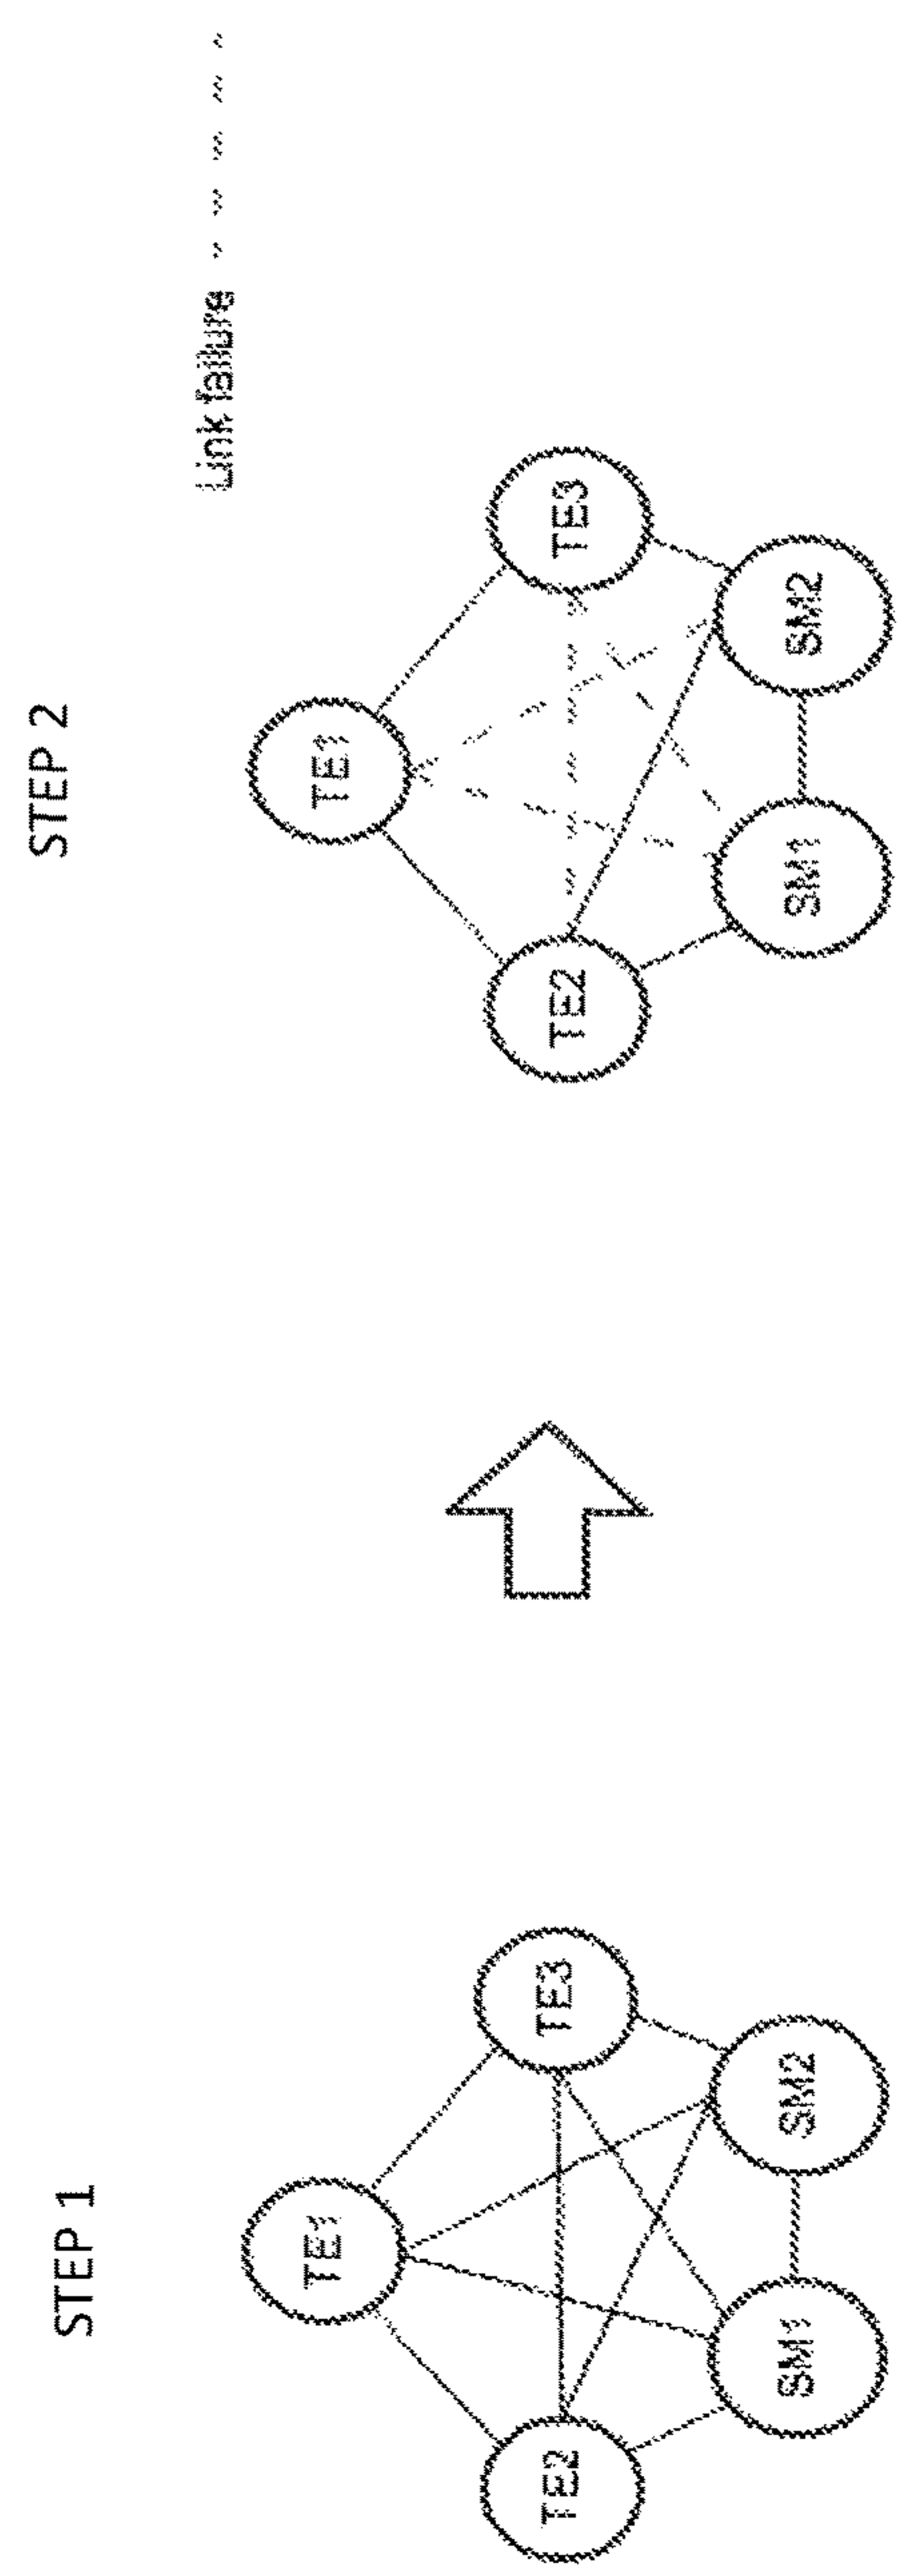 STEP 1
TE1
TE2
TE3
SM1
SM2
STEP 2
Link failure
TE1
TE2
TE3
SM1
SM2